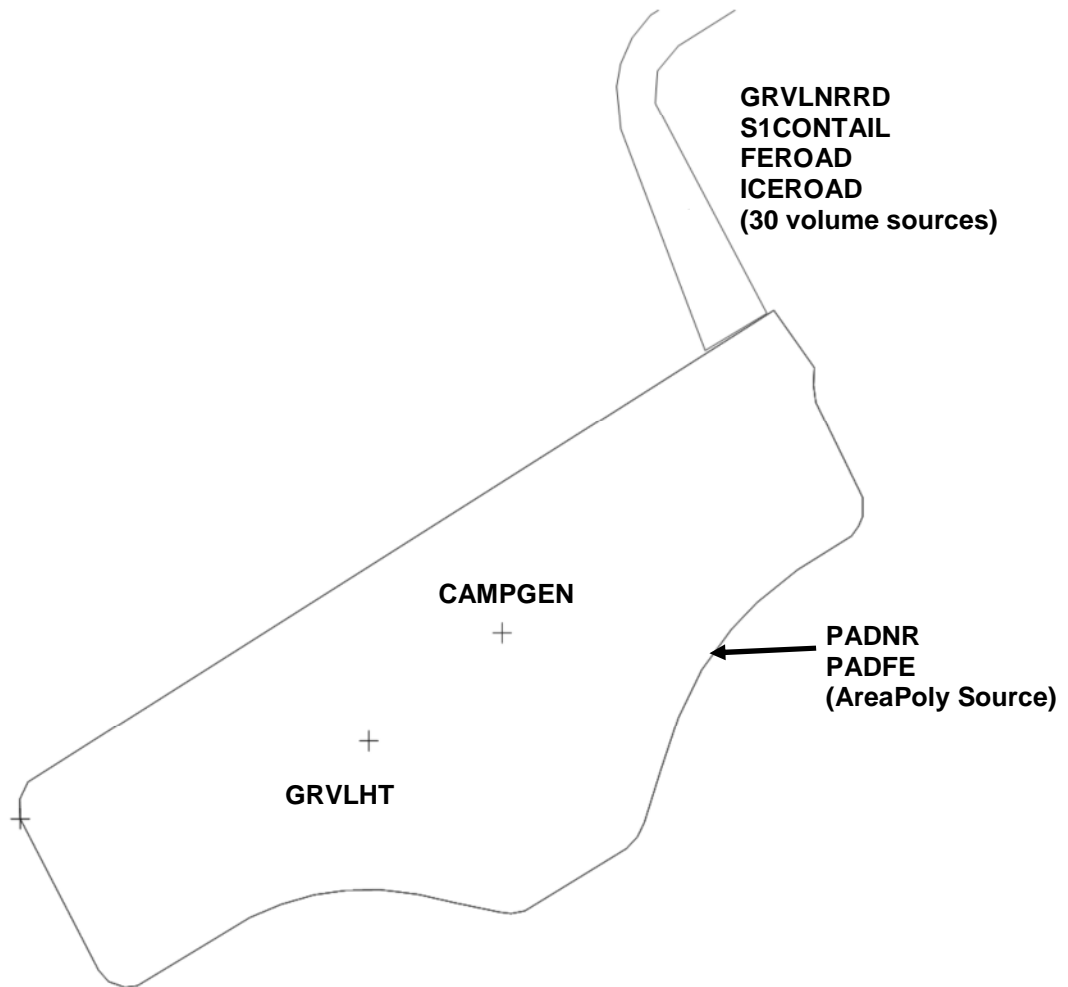 GRVLNRRD
S1CONTAIL
FEROAD
ICEROAD
(30 volume sources)
CAMPGEN
PADNR
PADFE
(AreaPoly Source)
GRVLHT